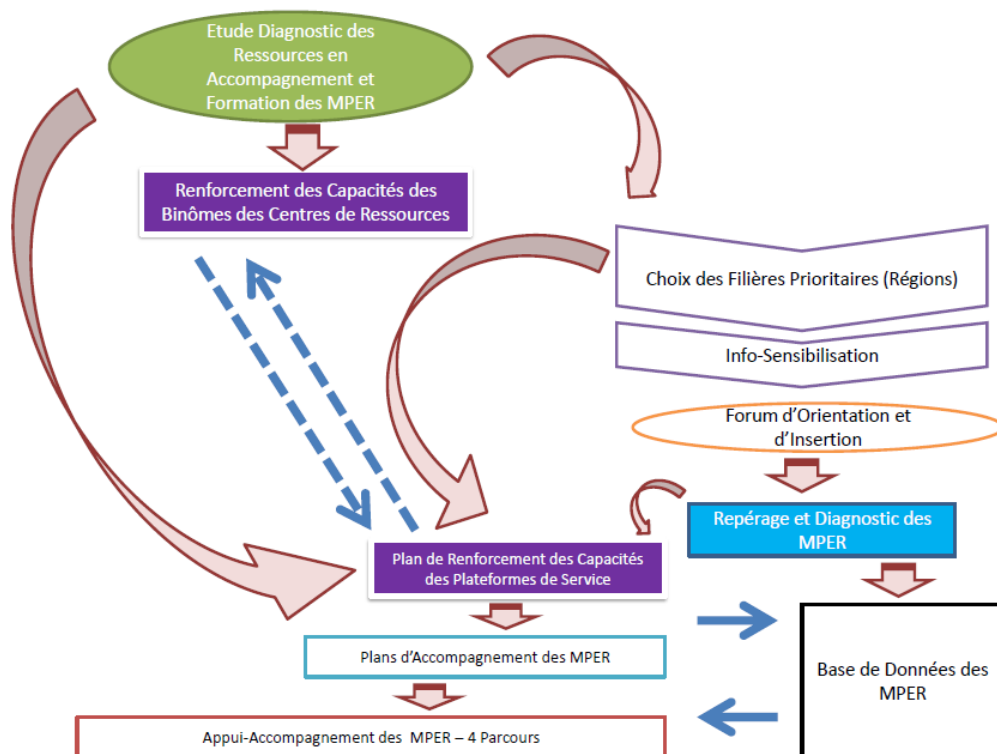 Etude Diagnostic des
Ressources en
Accompagnement et
Formation des MPER
Renforcement des Capacités des
Binômes des Centres de Ressources
Choix des Filières Prioritaires (Régions)
Info-Sensibilisation
Forum d'Orientation et
d'Insertion
Repérage et Diagnostic des
MPER
Plan de Renforcement des Capacités
des Plateformes de Service
Plans d'Accompagnement des MPER
Base de Données des
MPER
Appui-Accompagnement des MPER – 4 Parcours